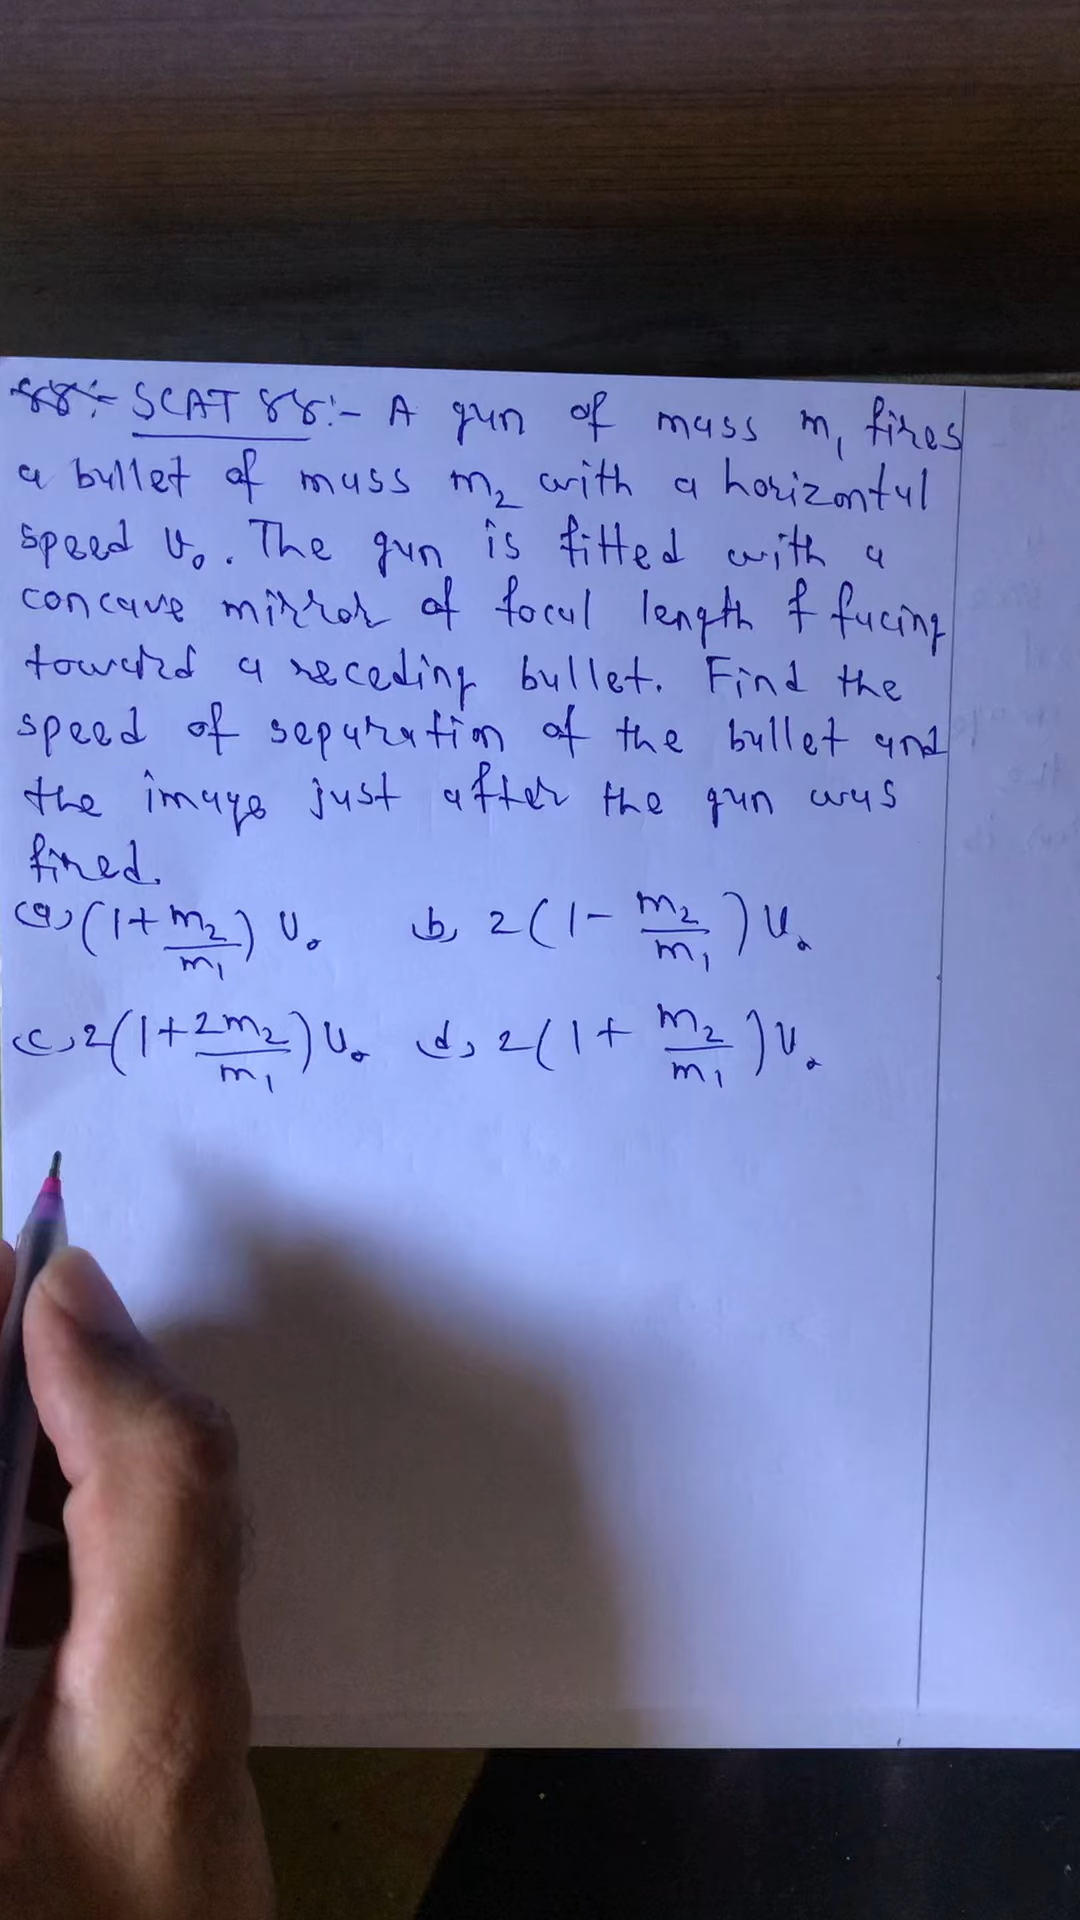 SCAT 88:- A gun of mass m₁ fires
a bullet of mass m₂ with a horizontal
speed v₀. The gun is fitted with a
concave mirror of focal length f facing
toward a receding bullet. Find the
speed of separation of the bullet and
the image just after the gun was
fired.
(a) (1+m₂/m₁) v₀ b, 2(1-m₂/m₁) v₀
(c) 2(1+2m₂/m₁) v₀ d, 2(1+m₂/m₁) v₀